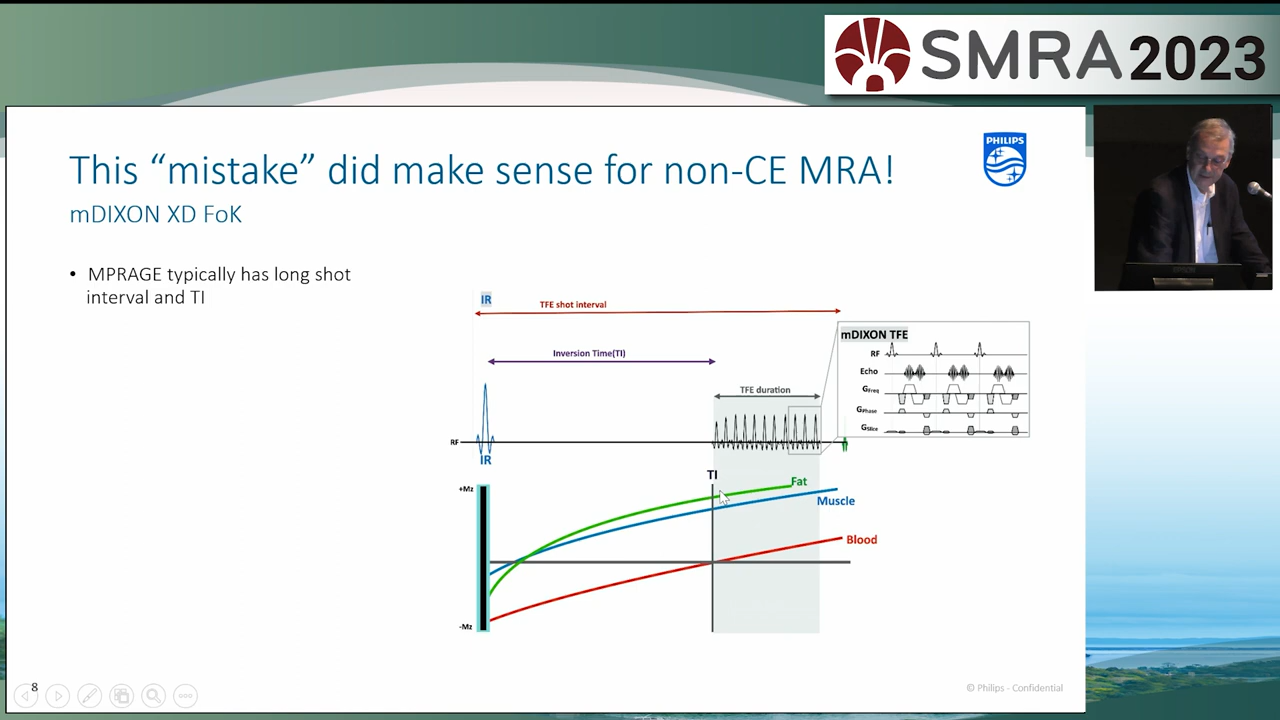 SMRA 2023
This “mistake” did make sense for non-CE MRA!
PHILIPS
mDIXON XD FoK
• MPRAGE typically has long shot
interval and TI
IR
TFE shot interval
mDIXON TFE
RF
Echo
GFreq
GPhase
GSlice
Inversion Time(TI)
TFE duration
RF
IR
TI
+Mz
Fat
Muscle
Blood
-Mz
8
© Philips - Confidential